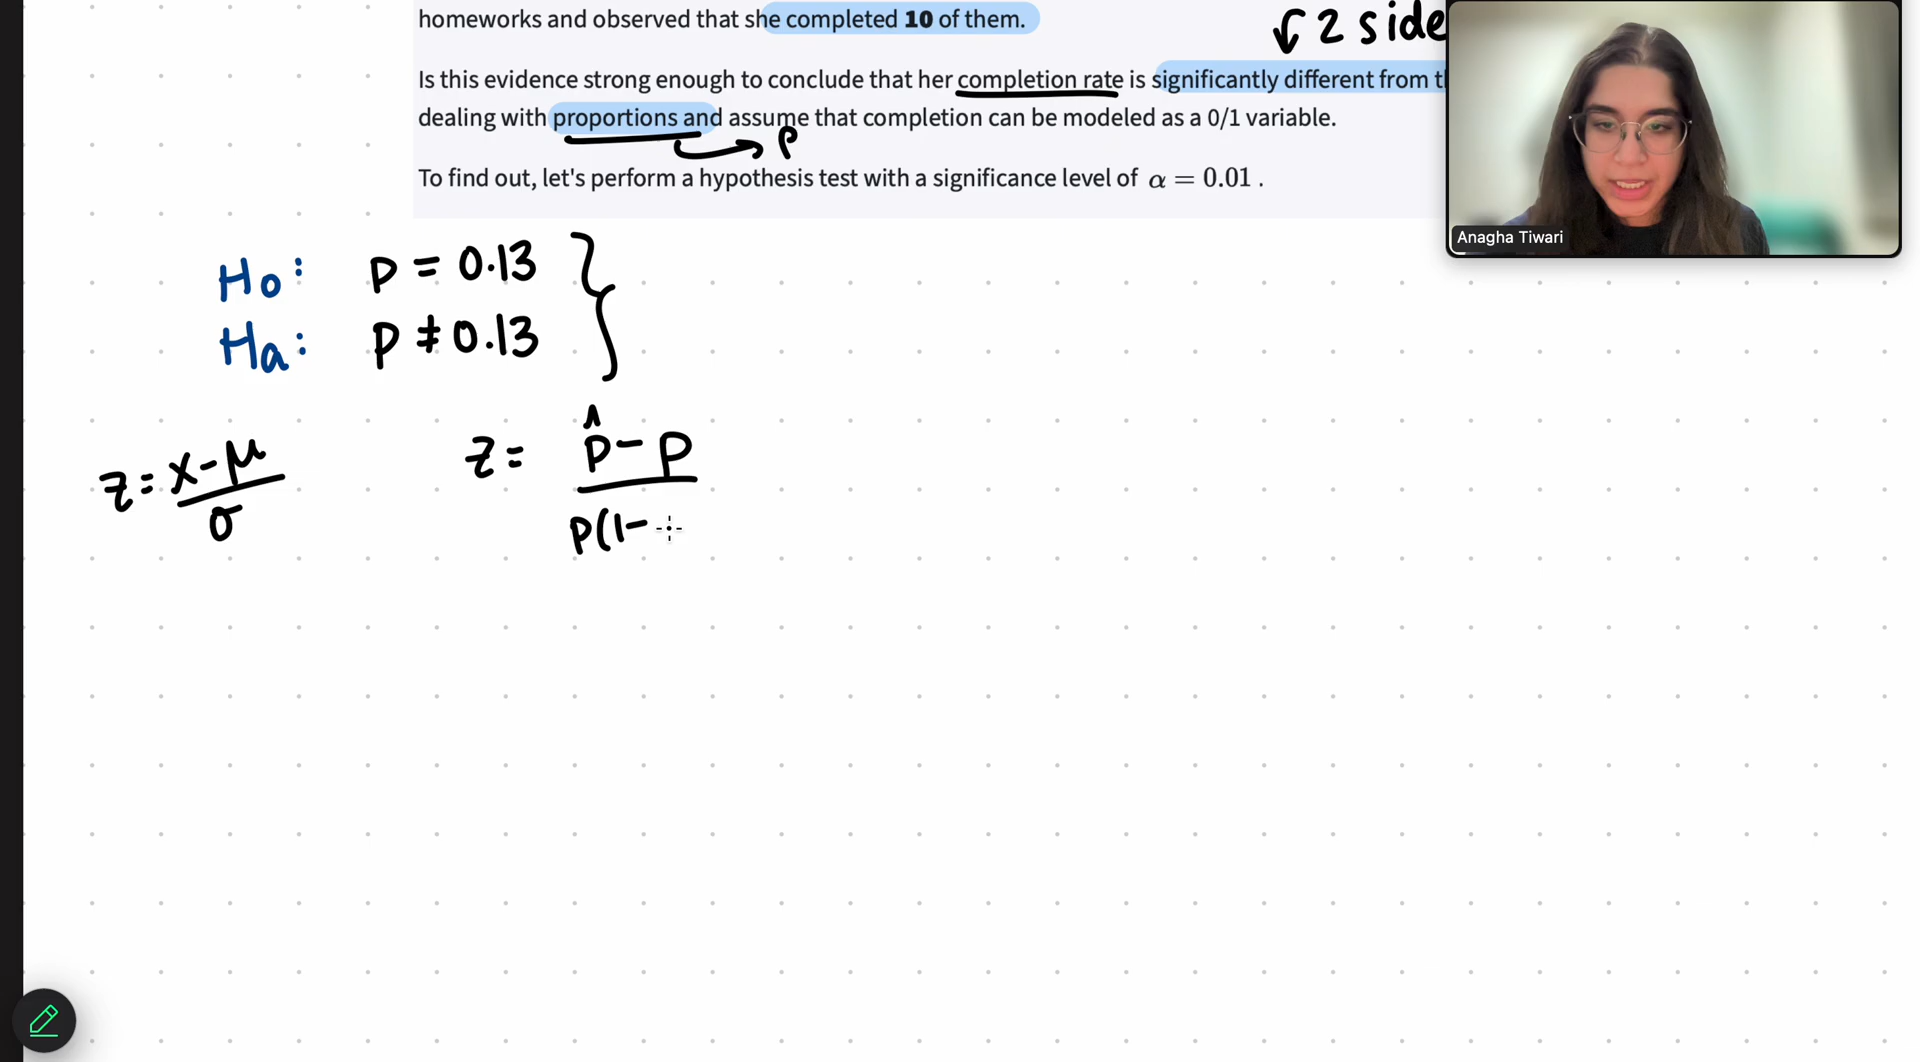 homeworks and observed that she completed 10 of them.
↓ 2 side
Is this evidence strong enough to conclude that her completion rate is significantly different from
dealing with proportions and assume that completion can be modeled as a 0/1 variable.
p
To find out, let's perform a hypothesis test with a significance level of α = 0.01 .
Anagha Tiwari
Ho: p = 0.13
Ha: p ≠ 0.13
z = x - μ / σ
z = p̂ - p / p(1-